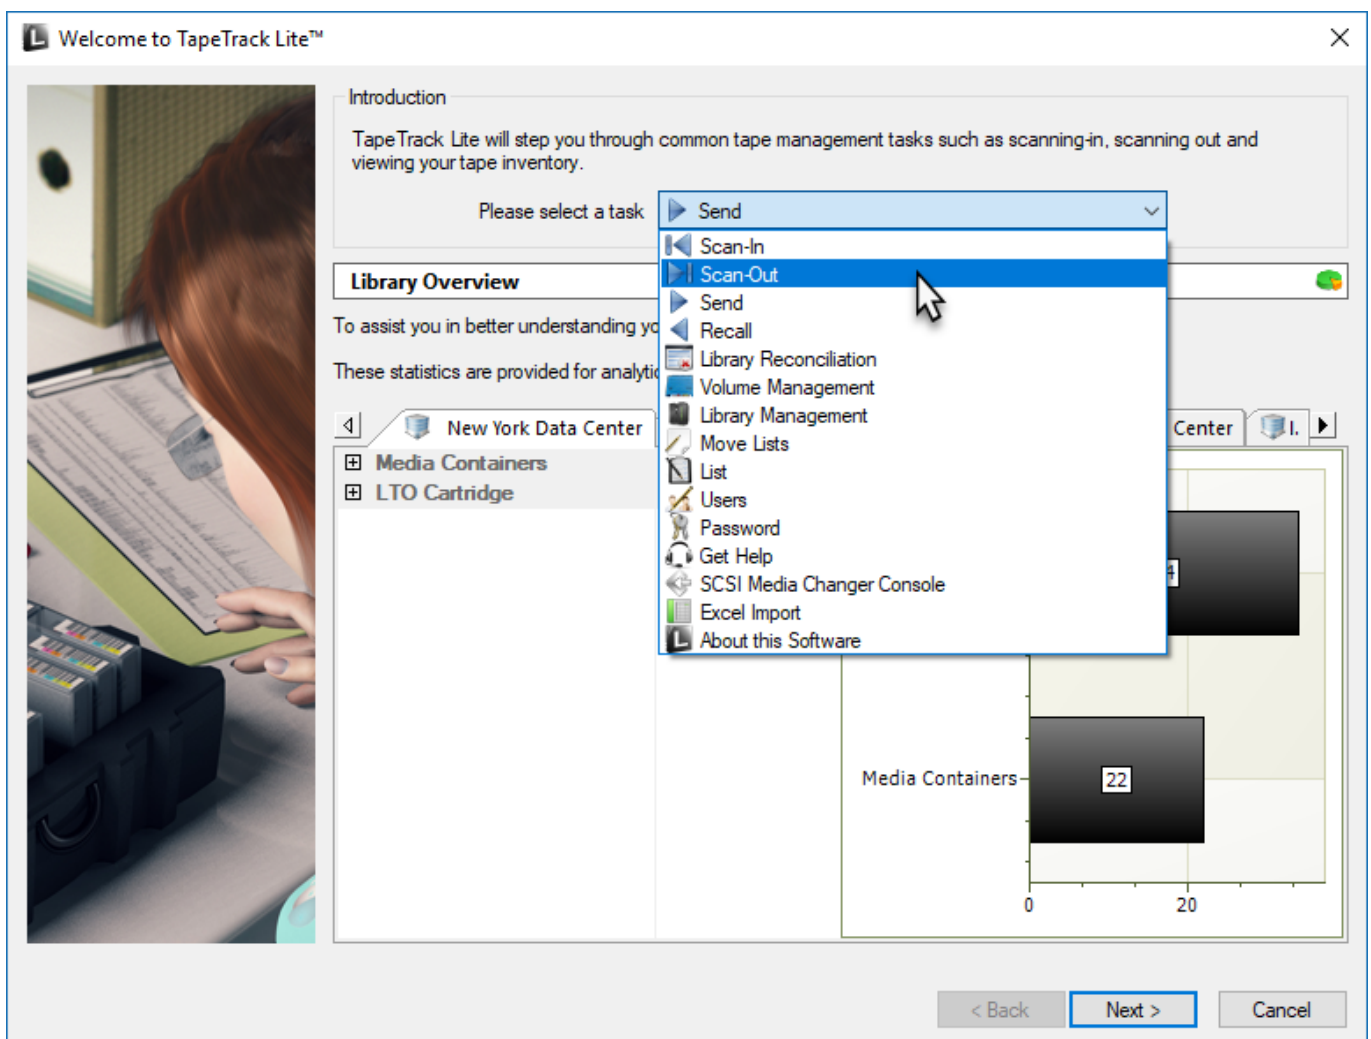 Welcome to TapeTrack Lite™
Introduction
TapeTrack Lite will step you through common tape management tasks such as scanning-in, scanning out and
viewing your tape inventory.
Please select a task
Send
Scan-In
Scan-Out
Send
Recall
Library Reconciliation
Volume Management
Library Management
Move Lists
List
Users
Password
Get Help
SCSI Media Changer Console
Excel Import
About this Software
Library Overview
To assist you in better understanding
These statistics are provided for
New York Data Center
Center
I.
Media Containers
LTO Cartridge
4
Media Containers
22
0
20
< Back
Next >
Cancel